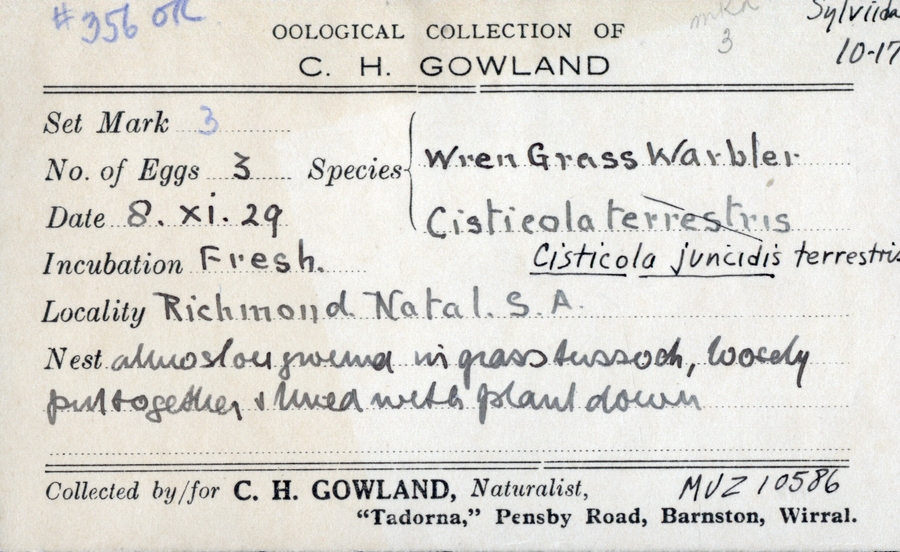 #356 OR
3
Sylviida
10-17
OOLOGICAL COLLECTION OF
C. H. GOWLAND
Set Mark 3
No. of Eggs 3 Species Wren Grass Warbler
Date 8. xi. 29 Cisticola terrestris
Cisticola juncidis terrestris
Incubation Fresh.
Locality Richmond. Natal. S. A.
Nest almost on ground in grass tussock, loosely
put together, & lined with plant down
Collected by/for C. H. GOWLAND, Naturalist, MVZ 10586
"Tadorna," Pensby Road, Barnston, Wirral.